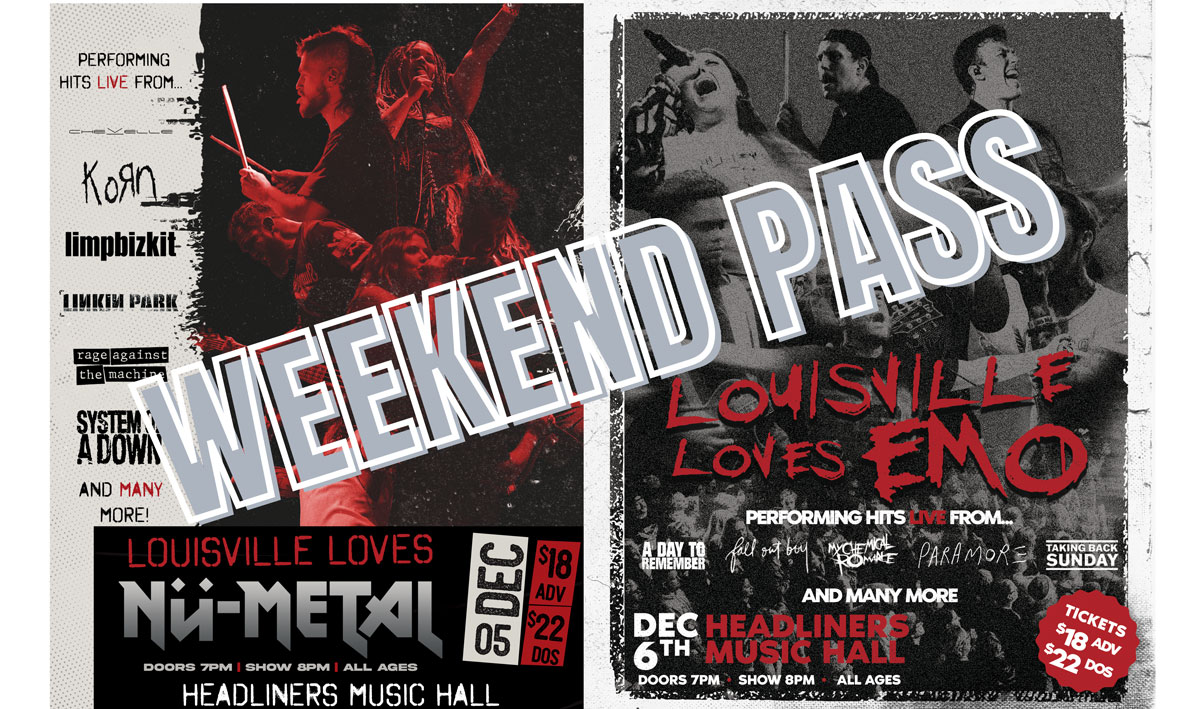 PERFORMING
HITS LIVE FROM...
CHEVELLE
KoЯn
limpbizkit
LINKIN PARK
rage against
the machine
SYSTEM
A DOWN
AND MANY
MORE!
WEEKEND PASS
LOUISVILLE LOVES
NÜ-METAL
DOORS 7PM | SHOW 8PM | ALL AGES
HEADLINERS MUSIC HALL
05 DEC
$18
ADV
$22
DOS
LOUISVILLE
LOVES EMO
PERFORMING HITS LIVE FROM...
A DAY TO
REMEMBER
fall out boy
MY CHEMICAL
ROMANCE
PARAMORE
TAKING BACK
SUNDAY
AND MANY MORE
DEC
6TH
HEADLINERS
MUSIC HALL
DOORS 7PM • SHOW 8PM • ALL AGES
TICKETS
$18 ADV
$22 DOS